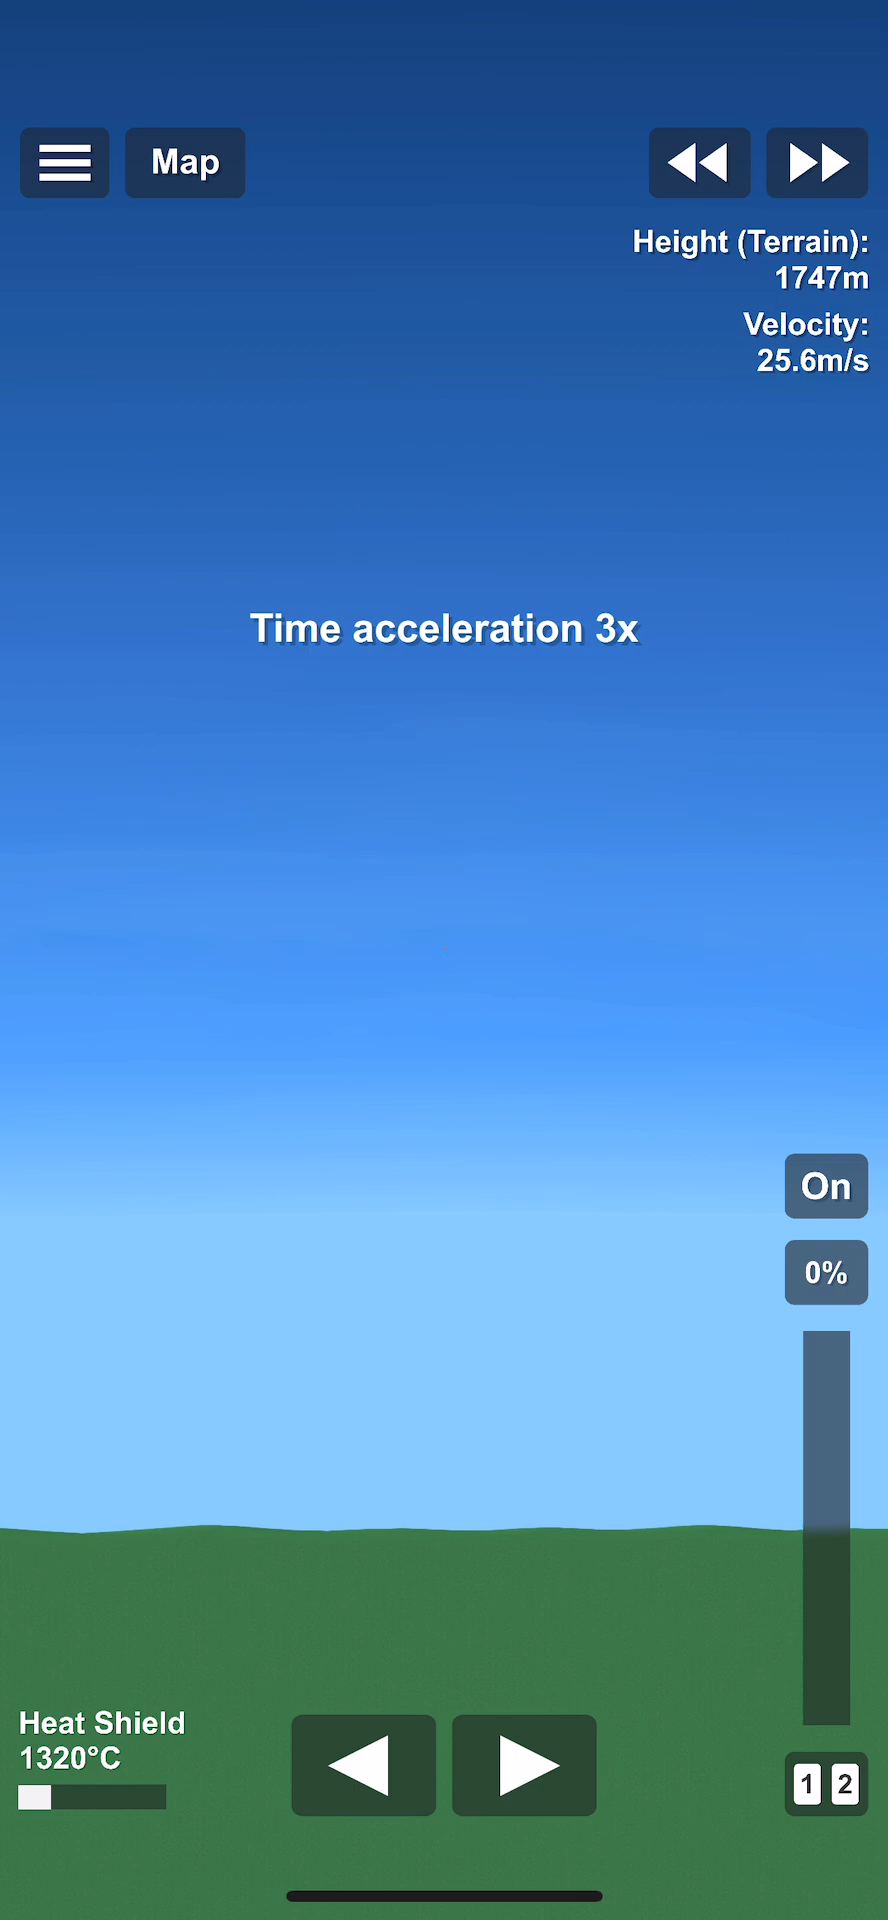 Map
Height (Terrain):
1747m
Velocity:
25.6m/s
Time acceleration 3x
On
0%
Heat Shield
1320°C
1 2